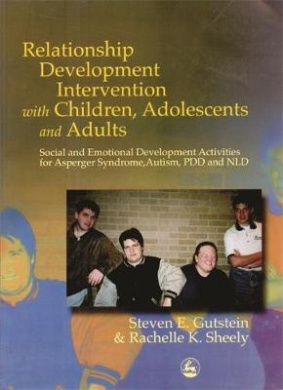 Relationship
Development
Intervention
with Children, Adolescents
and Adults
Social and Emotional Development Activities
for Asperger Syndrome, Autism, PDD and NLD
Steven E. Gutstein
& Rachelle K. Sheely